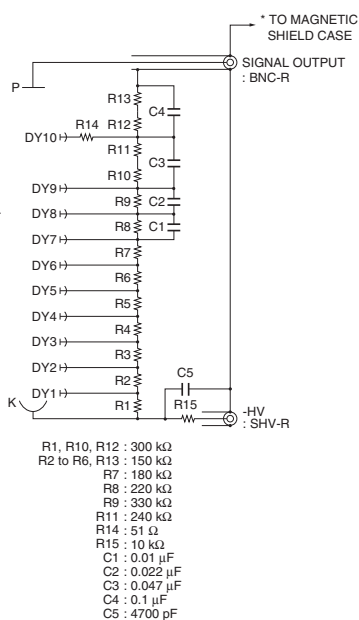 * TO MAGNETIC
SHIELD CASE
SIGNAL OUTPUT
: BNC-R
P
R13
C4
R14
R12
DY10
R11
C3
R10
DY9
R9
C2
DY8
R8
C1
DY7
R7
DY6
R6
DY5
R5
DY4
R4
DY3
R3
DY2
R2
C5
DY1
K
R1
R15
-HV
: SHV-R
R1, R10, R12 : 300 kΩ
R2 to R6, R13 : 150 kΩ
R7 : 180 kΩ
R8 : 220 kΩ
R9 : 330 kΩ
R11 : 240 kΩ
R14 : 51 Ω
R15 : 10 kΩ
C1 : 0.01 μF
C2 : 0.022 μF
C3 : 0.047 μF
C4 : 0.1 μF
C5 : 4700 pF